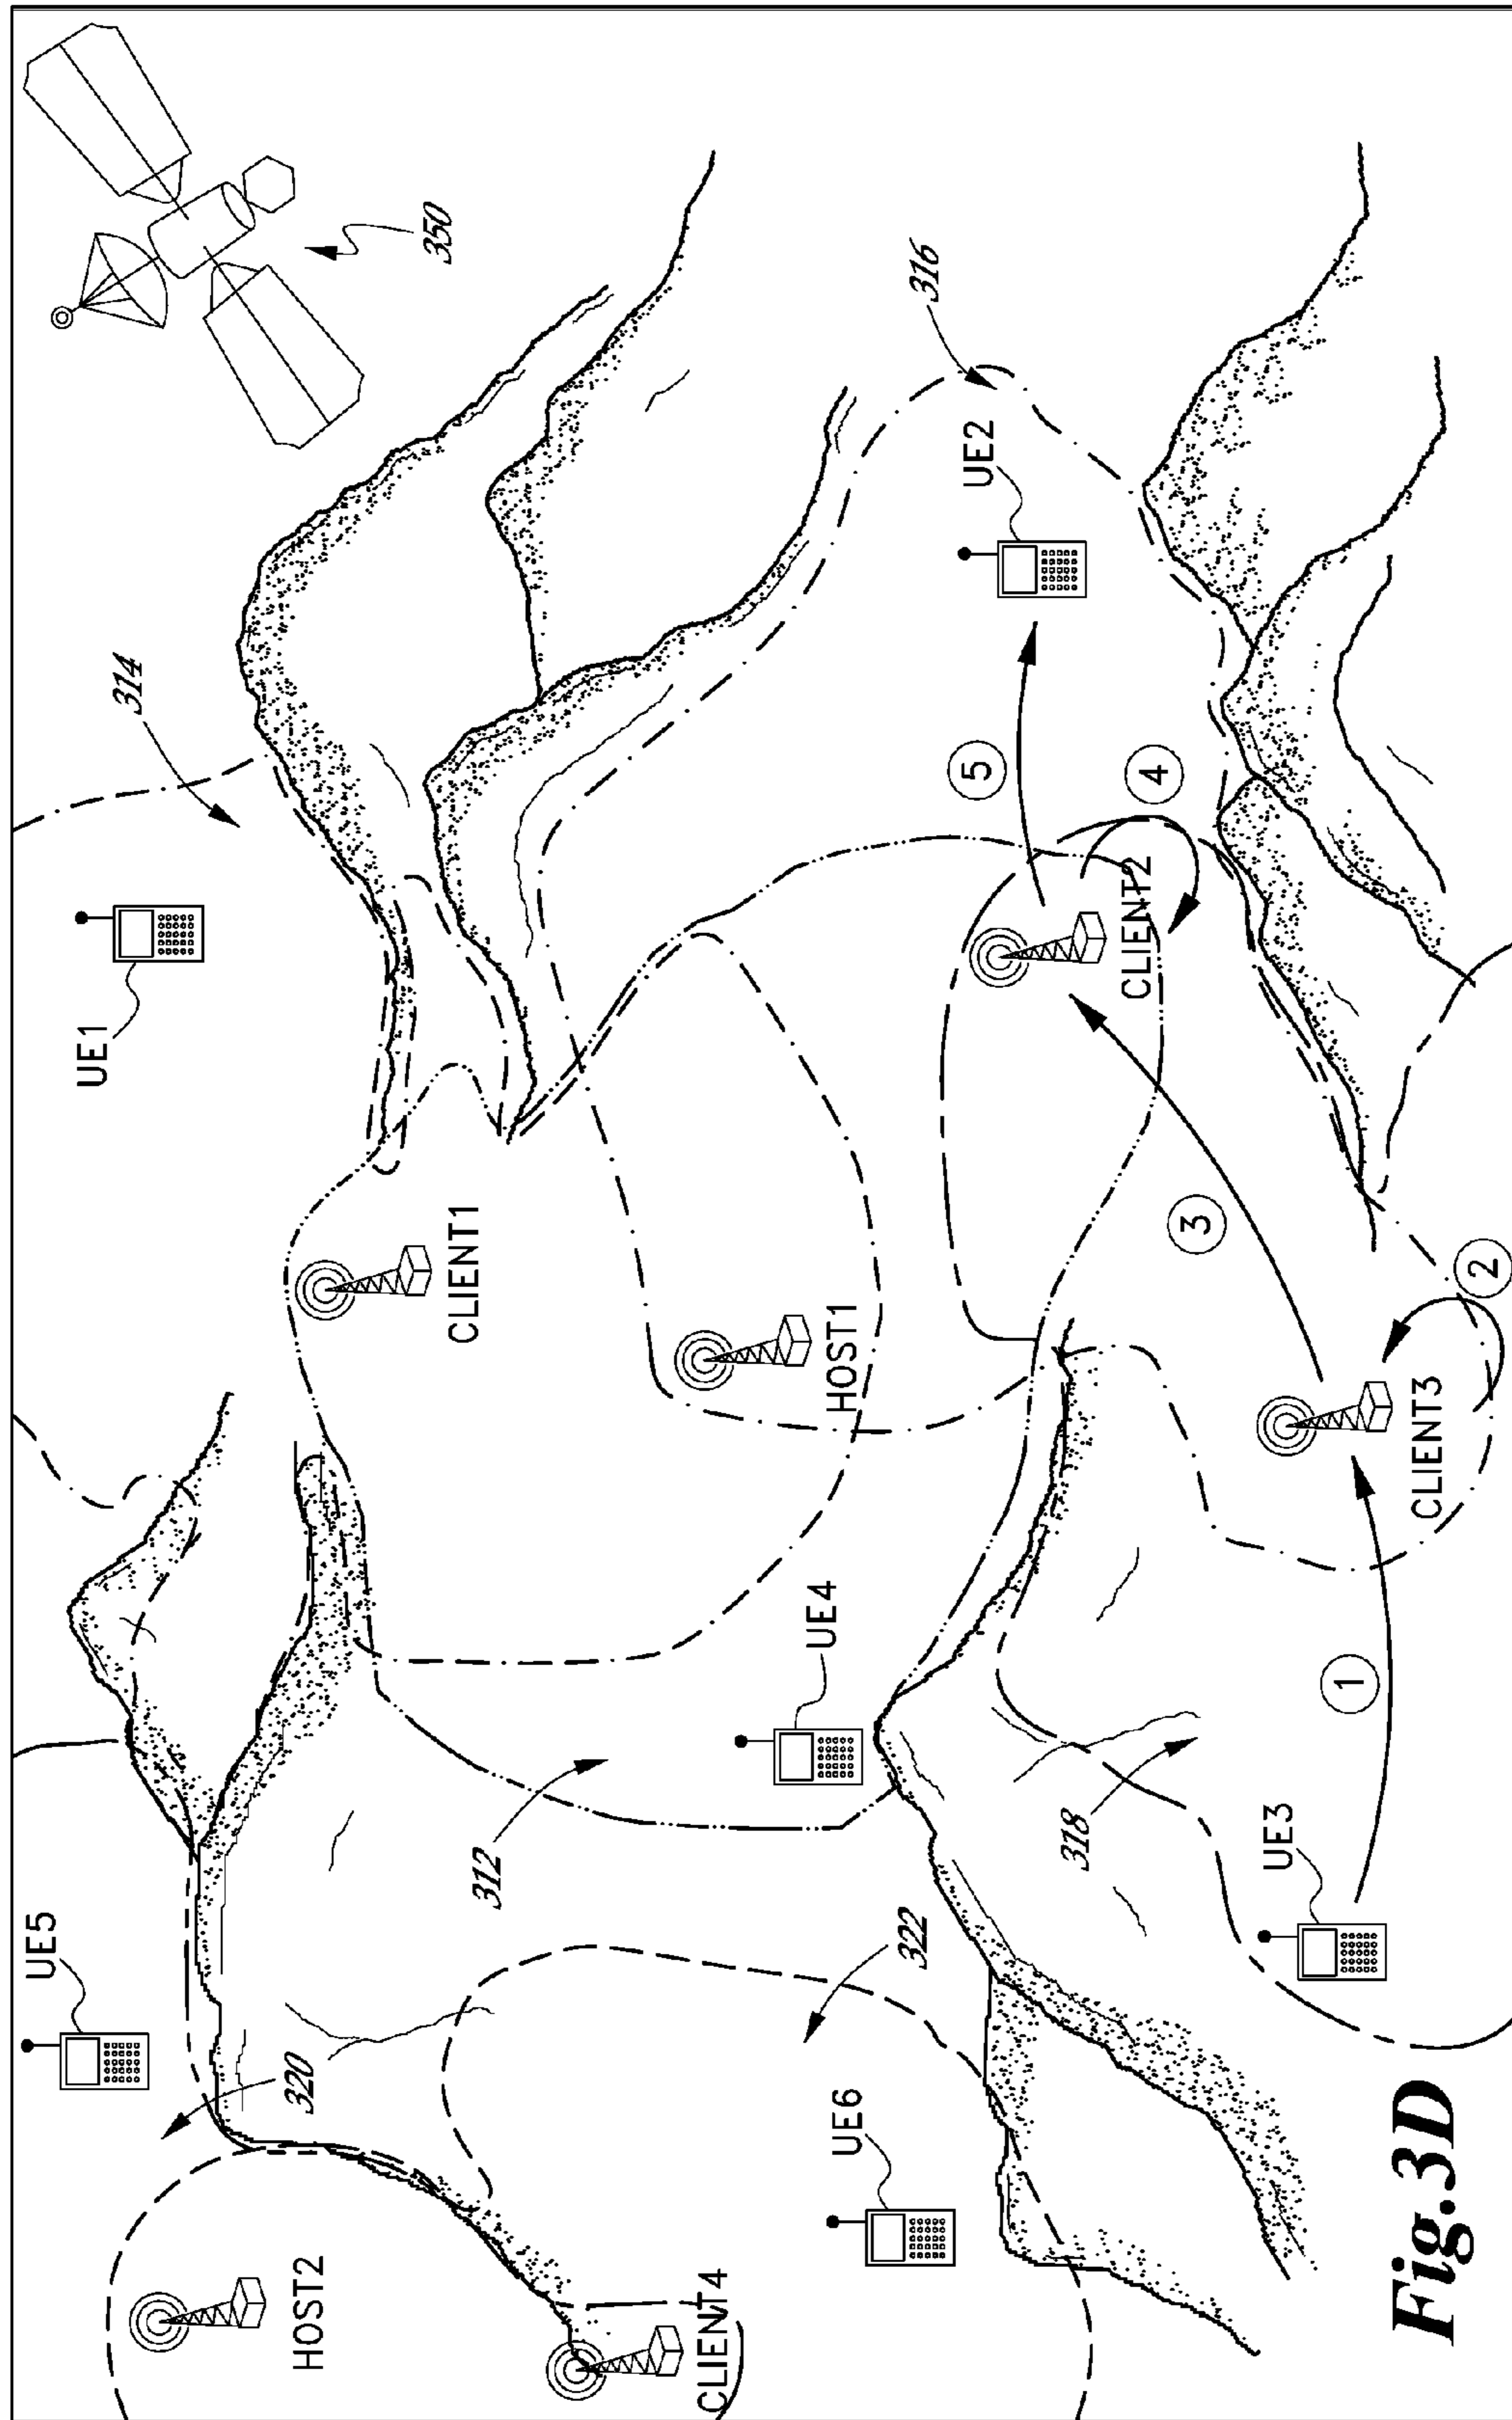 HOST2
320
UE5
CLIENT4
312
UE6
322
UE4
CLIENT1
HOST1
UE1
314
350
318
UE3
1
CLIENT3
2
3
CLIENT2
4
5
UE2
316
Fig.3D